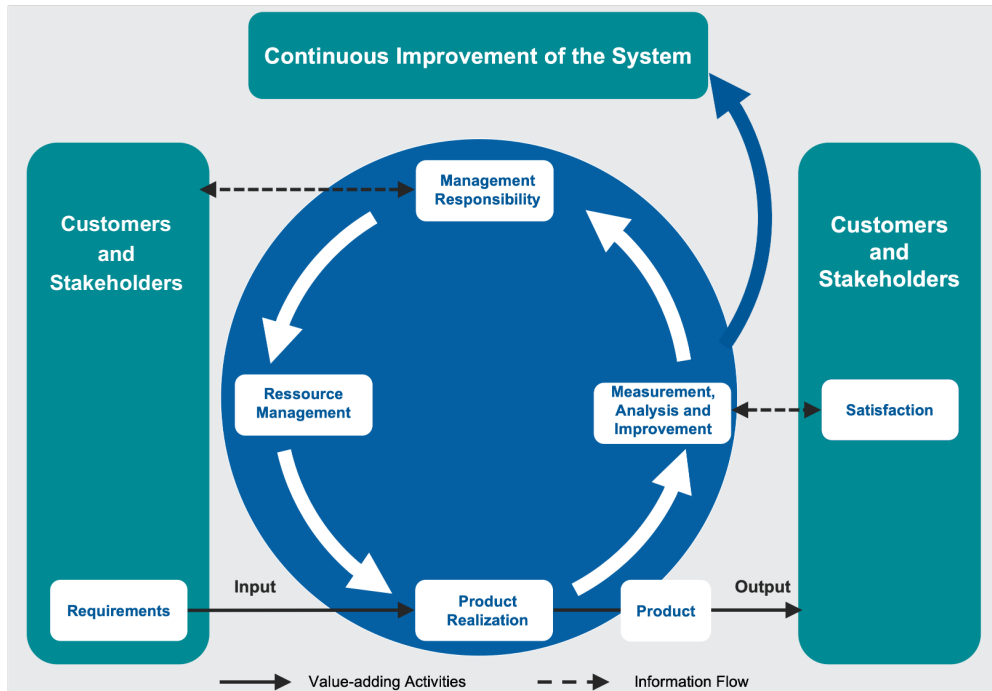 Continuous Improvement of the System
Customers
and
Stakeholders
Management
Responsibility
Customers
and
Stakeholders
Ressource
Management
Measurement,
Analysis and
Improvement
Satisfaction
Requirements
Input
Product
Realization
Product
Output
Value-adding Activities
Information Flow